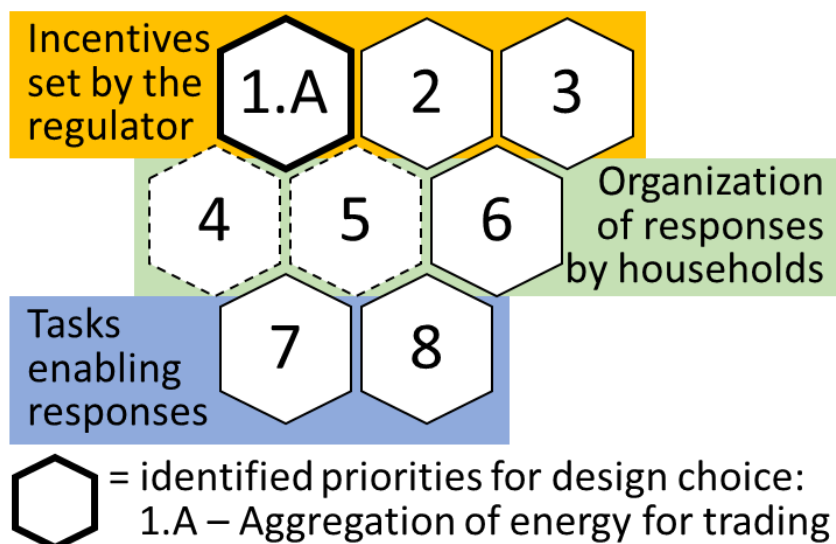 Incentives
set by the
regulator
1.A
2
3
4
5
6
Organization
of responses
by households
Tasks
enabling
responses
7
8
= identified priorities for design choice:
1.A – Aggregation of energy for trading